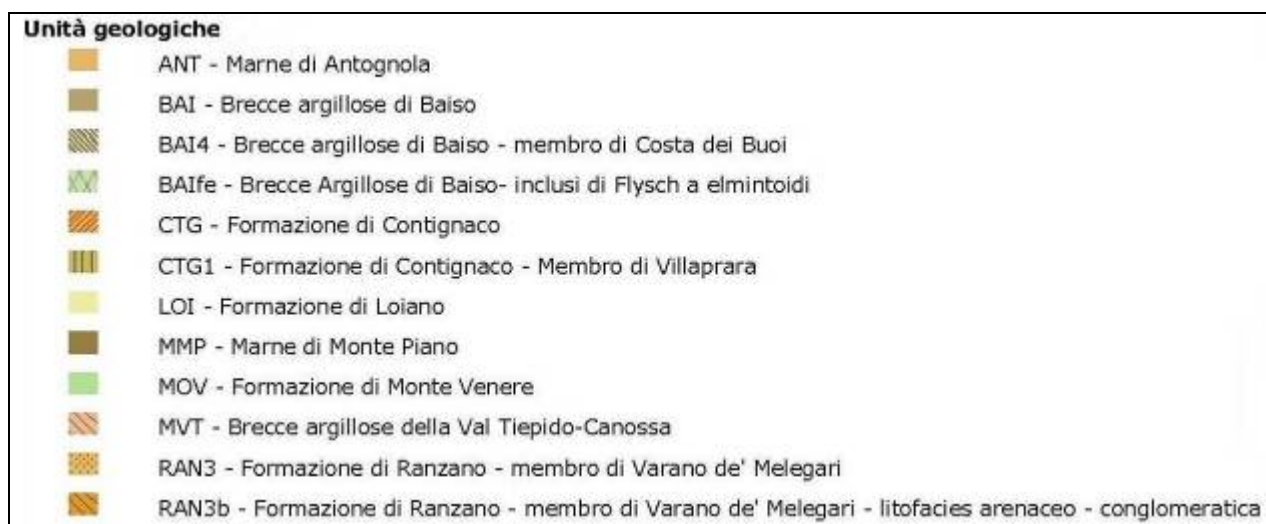 Unità geologiche
ANT - Marne di Antognola
BAI - Brecce argillose di Baiso
BAI4 - Brecce argillose di Baiso - membro di Costa dei Buoi
BAIfe - Brecce Argillose di Baiso- inclusi di Flysch a elmintoidi
CTG - Formazione di Contignaco
CTG1 - Formazione di Contignaco - Membro di Villaprara
LOI - Formazione di Loiano
MMP - Marne di Monte Piano
MOV - Formazione di Monte Venere
MVT - Brecce argillose della Val Tiepido-Canossa
RAN3 - Formazione di Ranzano - membro di Varano de' Melegari
RAN3b - Formazione di Ranzano - membro di Varano de' Melegari - litofacies arenaceo - conglomeratica